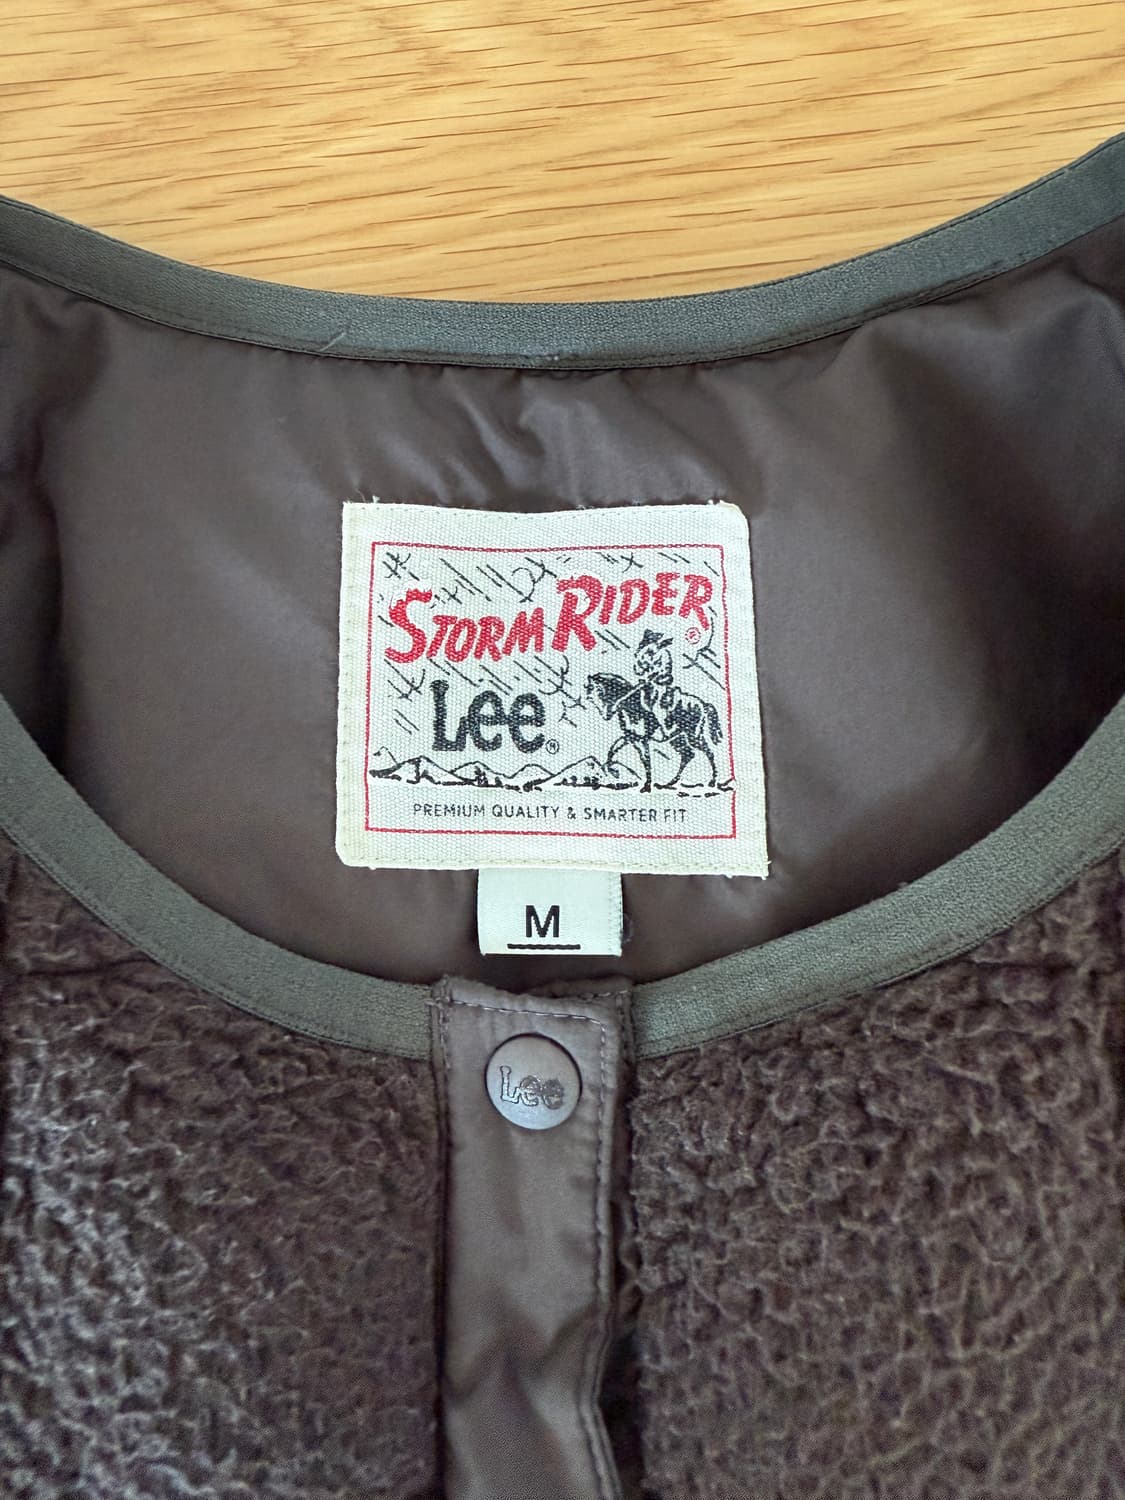 STORM RIDER ®
Lee ®
PREMIUM QUALITY & SMARTER FIT
M
Lee